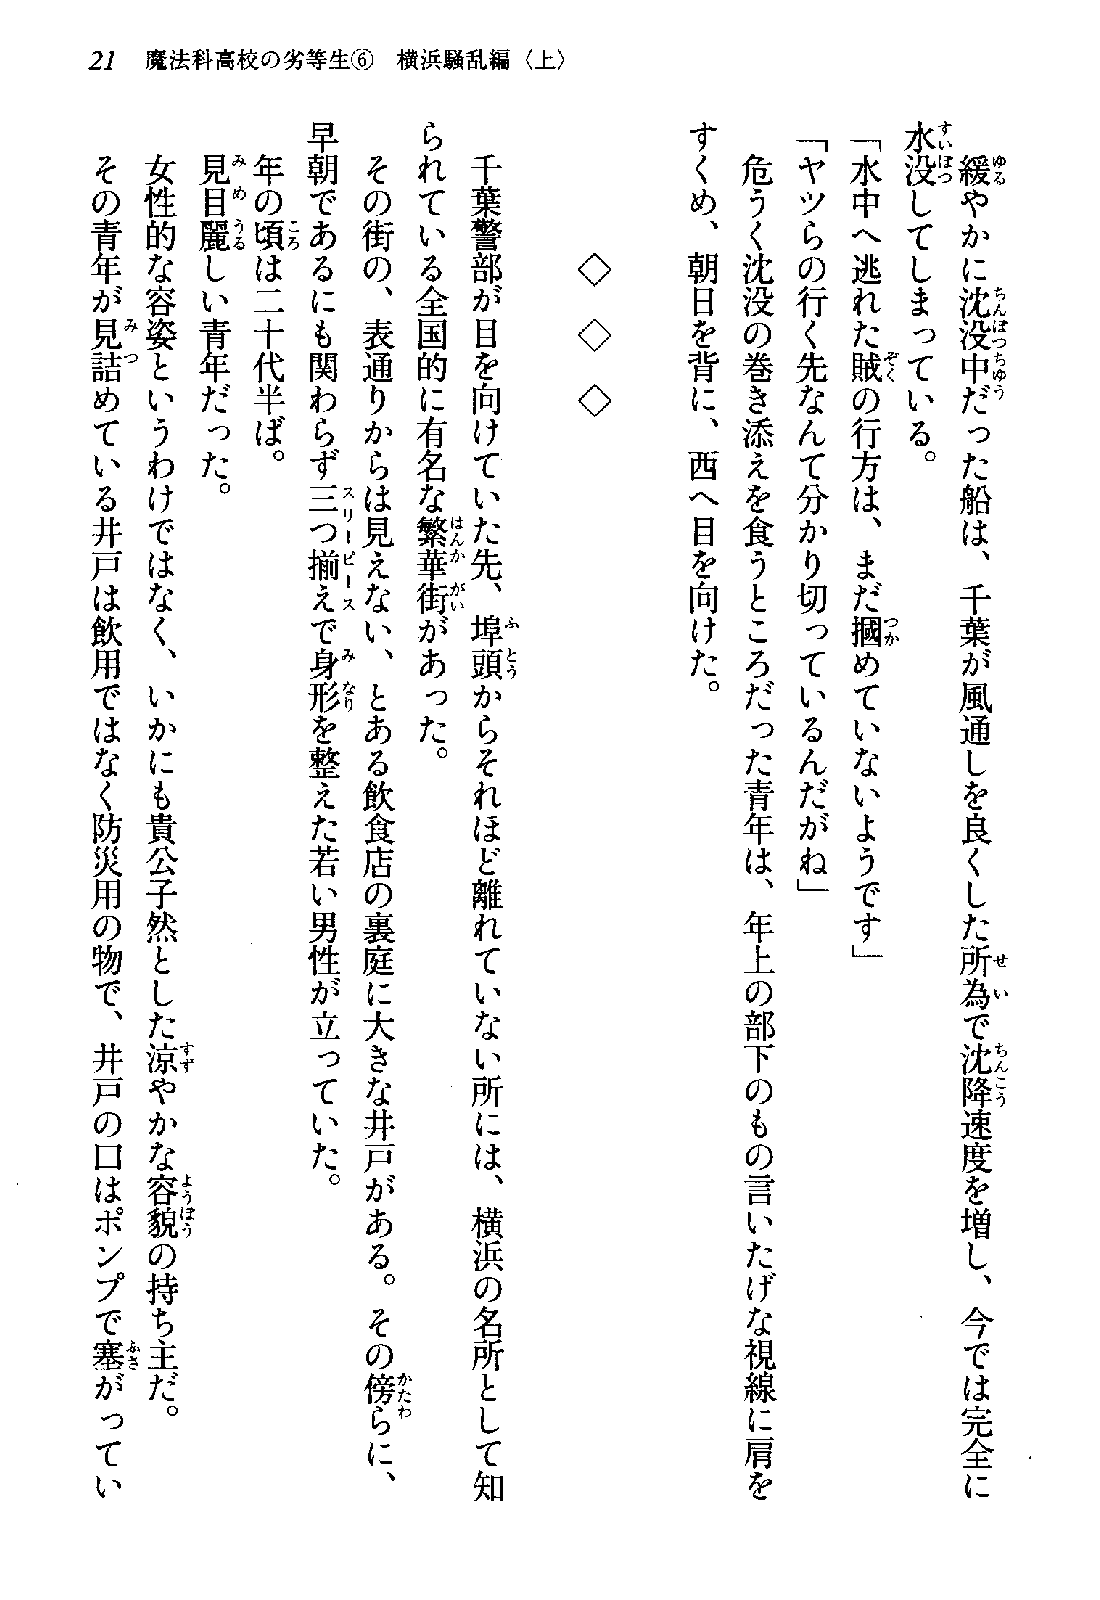 21 魔法科高校の劣等生⑥ 横浜騒乱編〈上〉
緩やかに沈没中だった船は、千葉が風通しを良くした所為で沈降速度を増し、今では完全に
水没してしまっている。
「水中へ逃れた賊の行方は、まだ摑めていないようです」
「ヤツらの行く先なんて分かり切っているんだがね」
危うく沈没の巻き添えを食うところだった青年は、年上の部下のもの言いたげな視線に肩を
すくめ、朝日を背に、西へ目を向けた。
◇ ◇ ◇
千葉警部が目を向けていた先、埠頭からそれほど離れていない所には、横浜の名所として知
られている全国的に有名な繁華街があった。
その街の、表通りからは見えない、とある飲食店の裏庭に大きな井戸がある。その傍らに、
早朝であるにも関わらず三つ揃えで身形を整えた若い男性が立っていた。
年の頃は二十代半ば。
見目麗しい青年だった。
女性的な容姿というわけではなく、いかにも貴公子然とした涼やかな容貌の持ち主だ。
その青年が見詰めている井戸は飲用ではなく防災用の物で、井戸の口はポンプで塞がってい